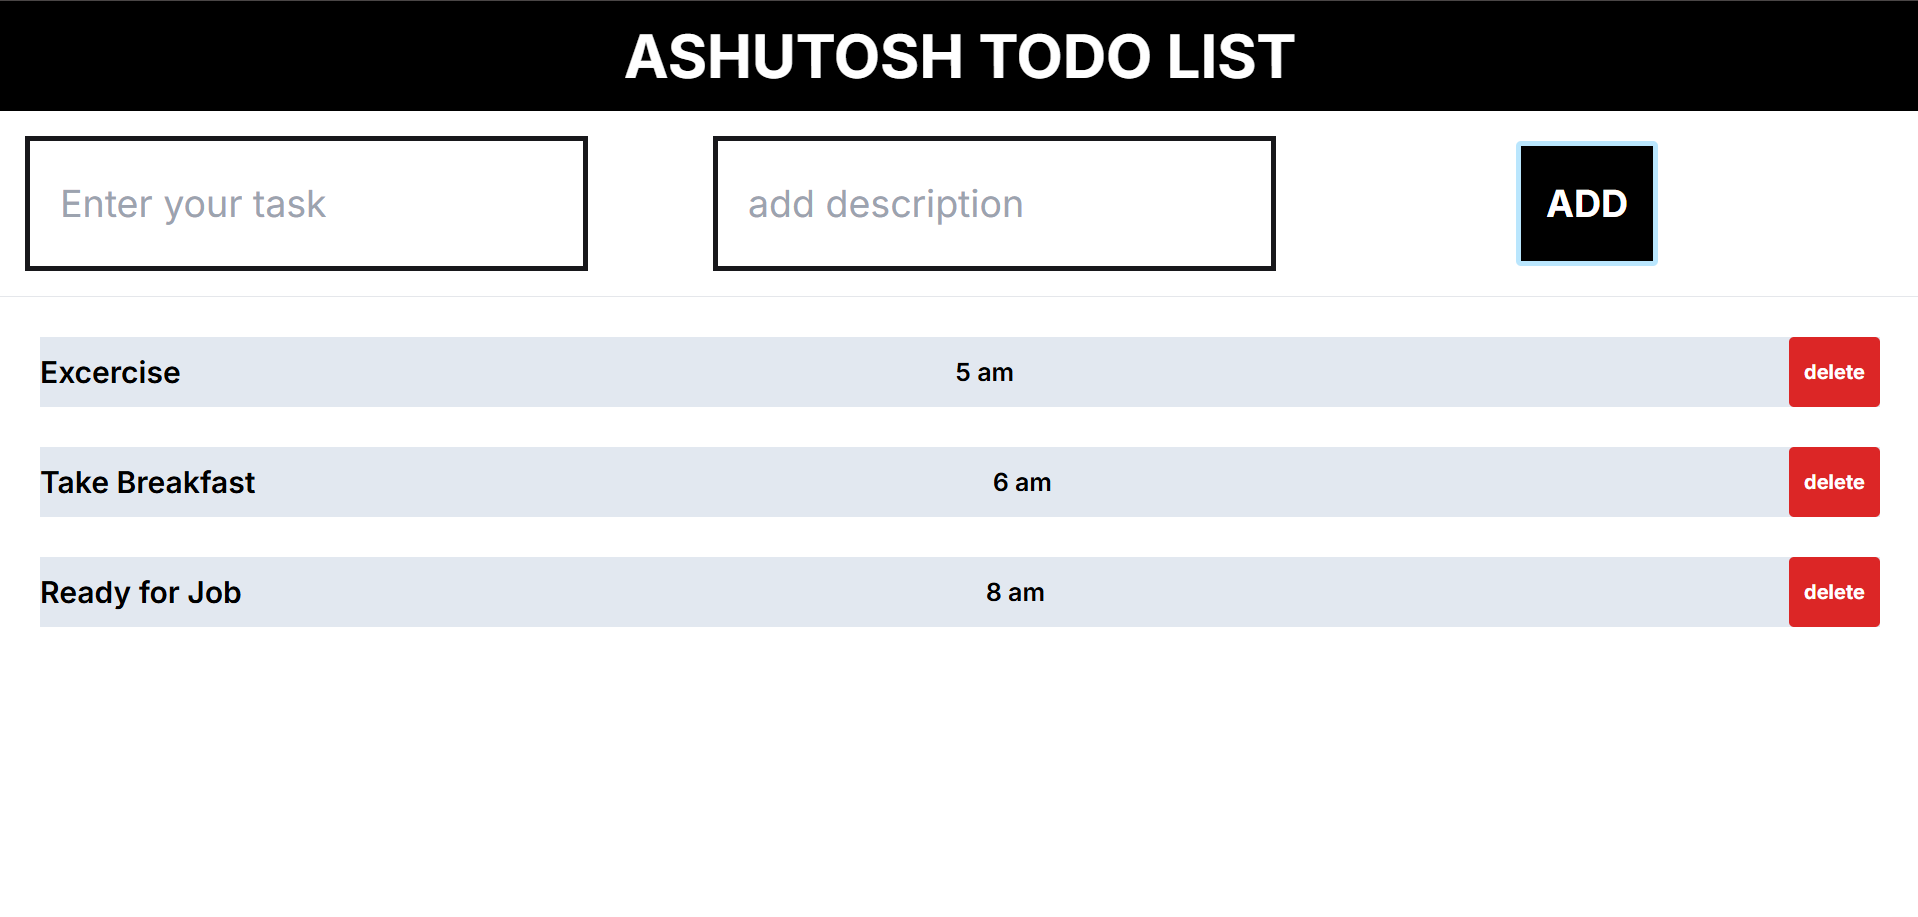 ASHUTOSH TODO LIST
Enter your task add description ADD
Excercise 5 am delete
Take Breakfast 6 am delete
Ready for Job 8 am delete